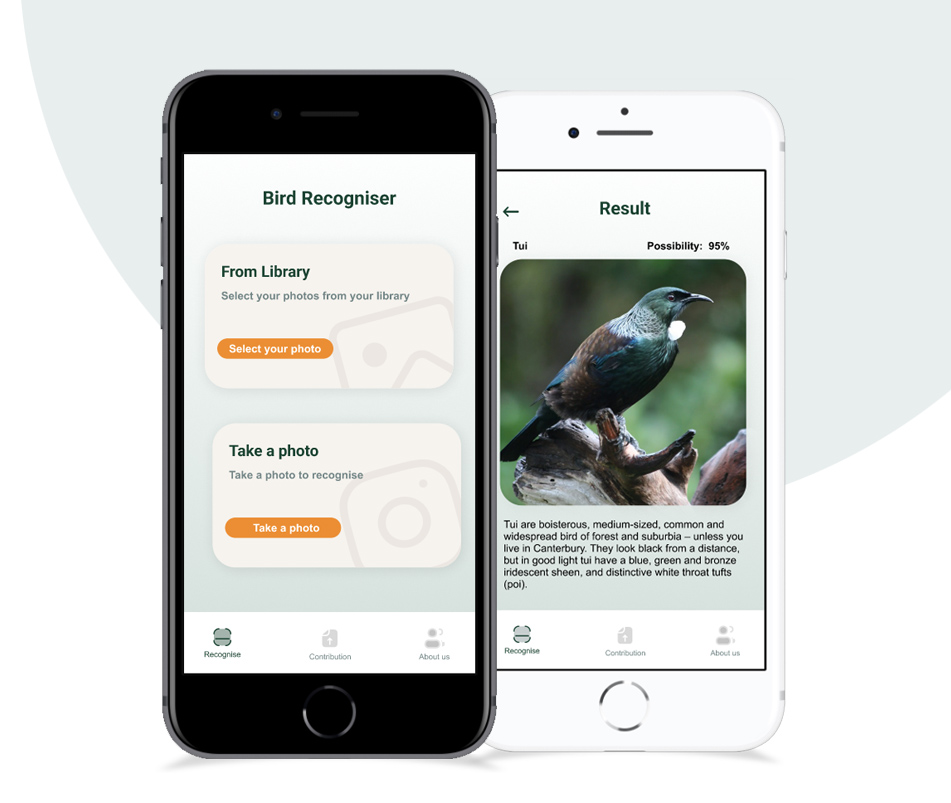 Bird Recogniser
From Library
Select your photos from your library
Select your photo
Take a photo
Take a photo to recognise
Take a photo
Recognise
Contribution
About us
Result
Tui
Possibility: 95%
Tui are boisterous, medium-sized, common and
widespread bird of forest and suburbia – unless you
live in Canterbury. They look black from a distance,
but in good light tui have a blue, green and bronze
iridescent sheen, and distinctive white throat tufts
(poi).
Recognise
Contribution
About us